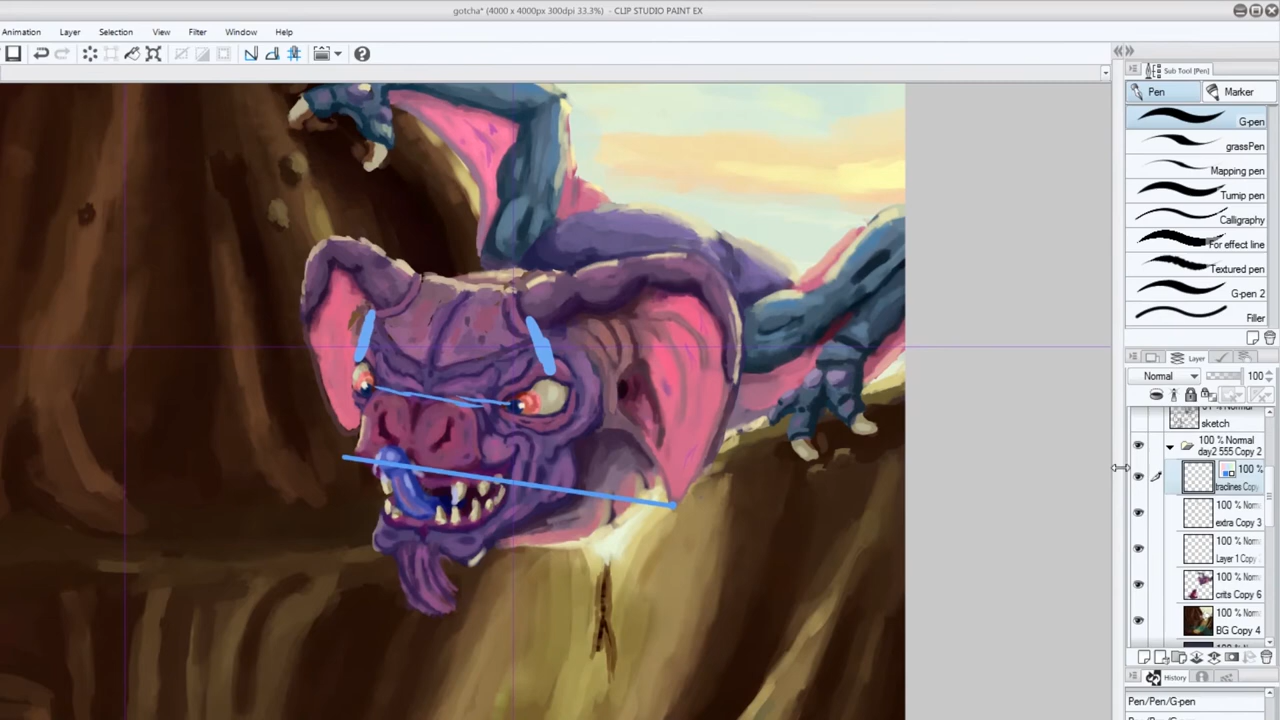 gotcha* (4000 x 4000px 300dpi 33.3%) - CLIP STUDIO PAINT EX
Animation Layer Selection View Filter Window Help
Sub Tool [Pen]
Pen Marker
G-pen
grassPen
Mapping pen
Turnip pen
Calligraphy
For effect line
Textured pen
G-pen 2
Filler
Layer
Normal 100
sketch
100 % Normal
day2 555 Copy 2
100 %
traclines Copy
100 % Norm
extra Copy 3
100 % Norm
Layer 1 Copy
100 % Norm
crits Copy 6
100 % Norm
BG Copy 4
History
Pen/Pen/G-pen